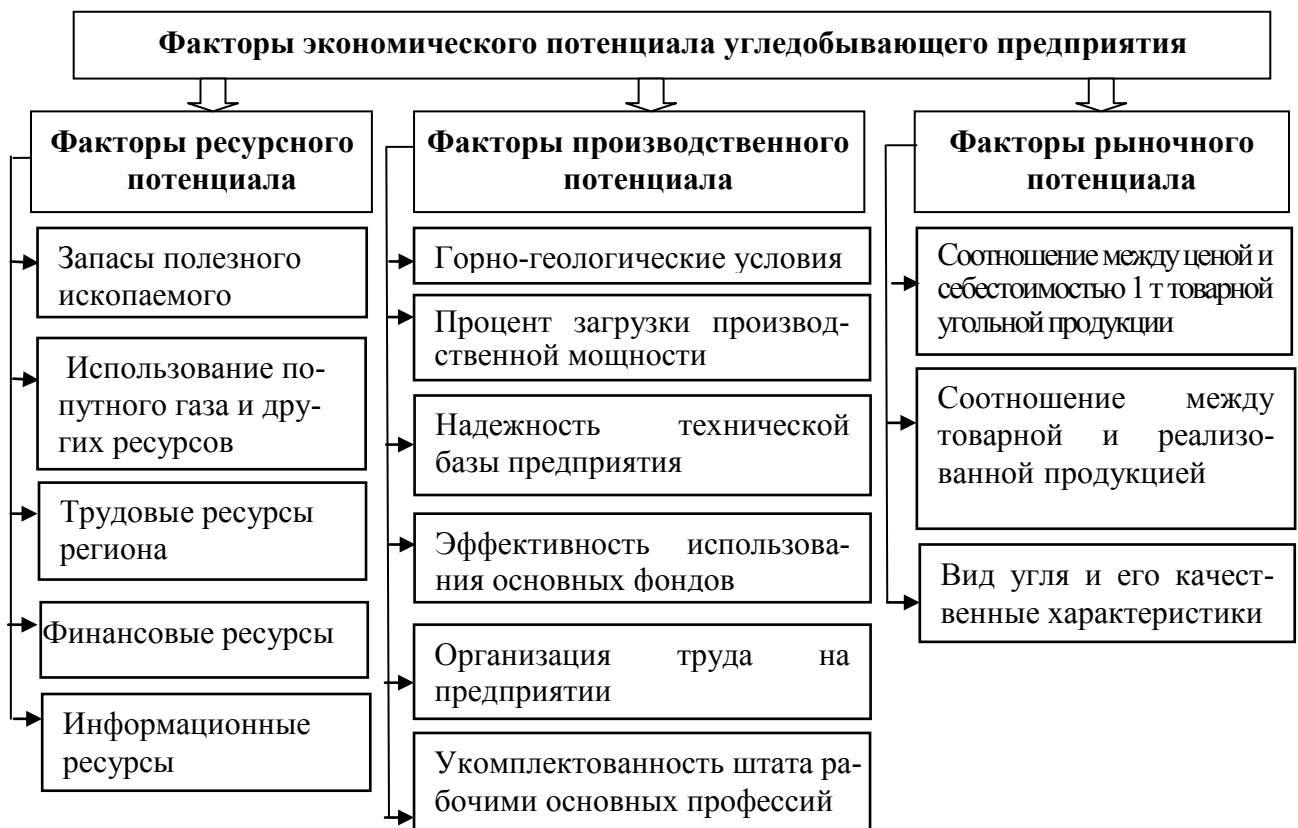 Факторы экономического потенциала угледобывающего предприятия
Факторы ресурсного
потенциала
Запасы полезного
ископаемого
Использование по-
путного газа и дру-
гих ресурсов
Трудовые ресурсы
региона
Финансовые ресурсы
Информационные
ресурсы
Факторы производственного
потенциала
Горно-геологические условия
Процент загрузки производ-
ственной мощности
Надежность технической
базы предприятия
Эффективность использова-
ния основных фондов
Организация труда на
предприятии
Укомплектованность штата ра-
бочими основных профессий
Факторы рыночного
потенциала
Соотношение между ценой и
себестоимостью 1 т товарной
угольной продукции
Соотношение между
товарной и реализо-
ванной продукцией
Вид угля и его качест-
венные характеристики